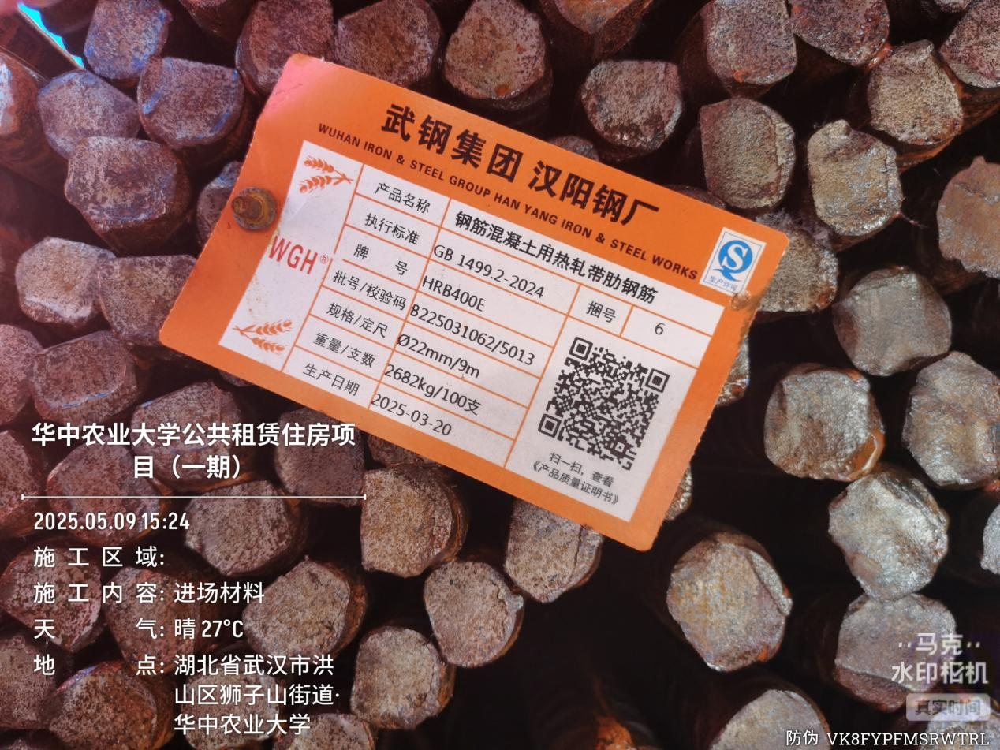 武钢集团 汉阳钢厂
WUHAN IRON & STEEL GROUP HAN YANG IRON & STEEL WORKS
WGH®
生产许可
产品名称 钢筋混凝土用热轧带肋钢筋
执行标准 GB 1499.2-2024
捆号 6
牌 号 HRB400E
批号/校验码 B225031062/5013
规格/定尺 Ø22mm/9m
重量/支数 2682kg/100支
生产日期 2025-03-20
扫一扫，查看
《产品质量证明书》
华中农业大学公共租赁住房项
目（一期）
2025.05.09 15:24
施工区域:
施工内容: 进场材料
天 气: 晴 27°C
地 点: 湖北省武汉市洪
山区狮子山街道·
华中农业大学
马克
水印相机
真实时间
防伪 VK8FYPFMSRWTRL